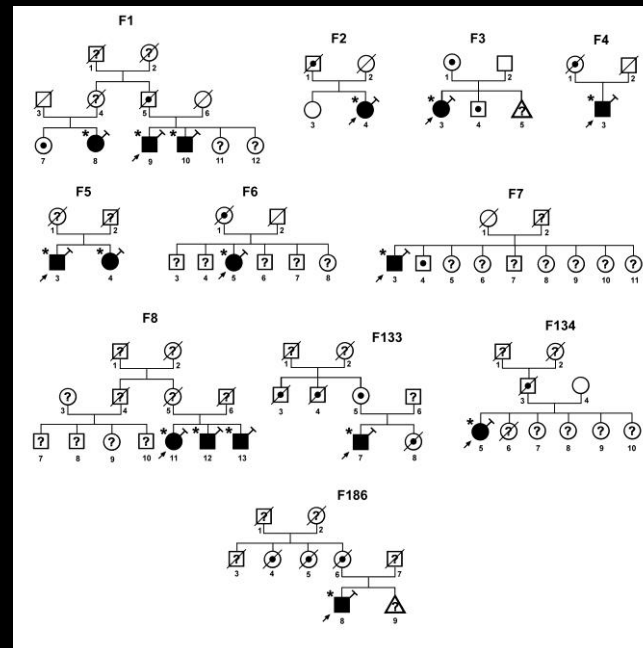 F1
? ?
1 2
?
3 4 5 6
* * * ? ?
7 8 9 10 11 12
F2
1 2
*
3 4
F3
1 2
* ?
3 4 5
F4
1 2
*
3
F5
? ?
1 2
* *
3 4
F6
1 2
? ? * ? ? ?
3 4 5 6 7 8
F7
?
1 2
* ? ? ? ? ? ? ?
3 4 5 6 7 8 9 10 11
F8
? ?
1 2
? ? ? ?
3 4 5 6
? ? ? ? * * *
7 8 9 10 11 12 13
F133
? ?
1 2
?
3 4 5 6
*
7 8
F134
? ?
1 2
3 4
* ? ? ? ? ?
5 6 7 8 9 10
F186
? ?
1 2
? ?
3 4 5 6 7
* ?
8 9